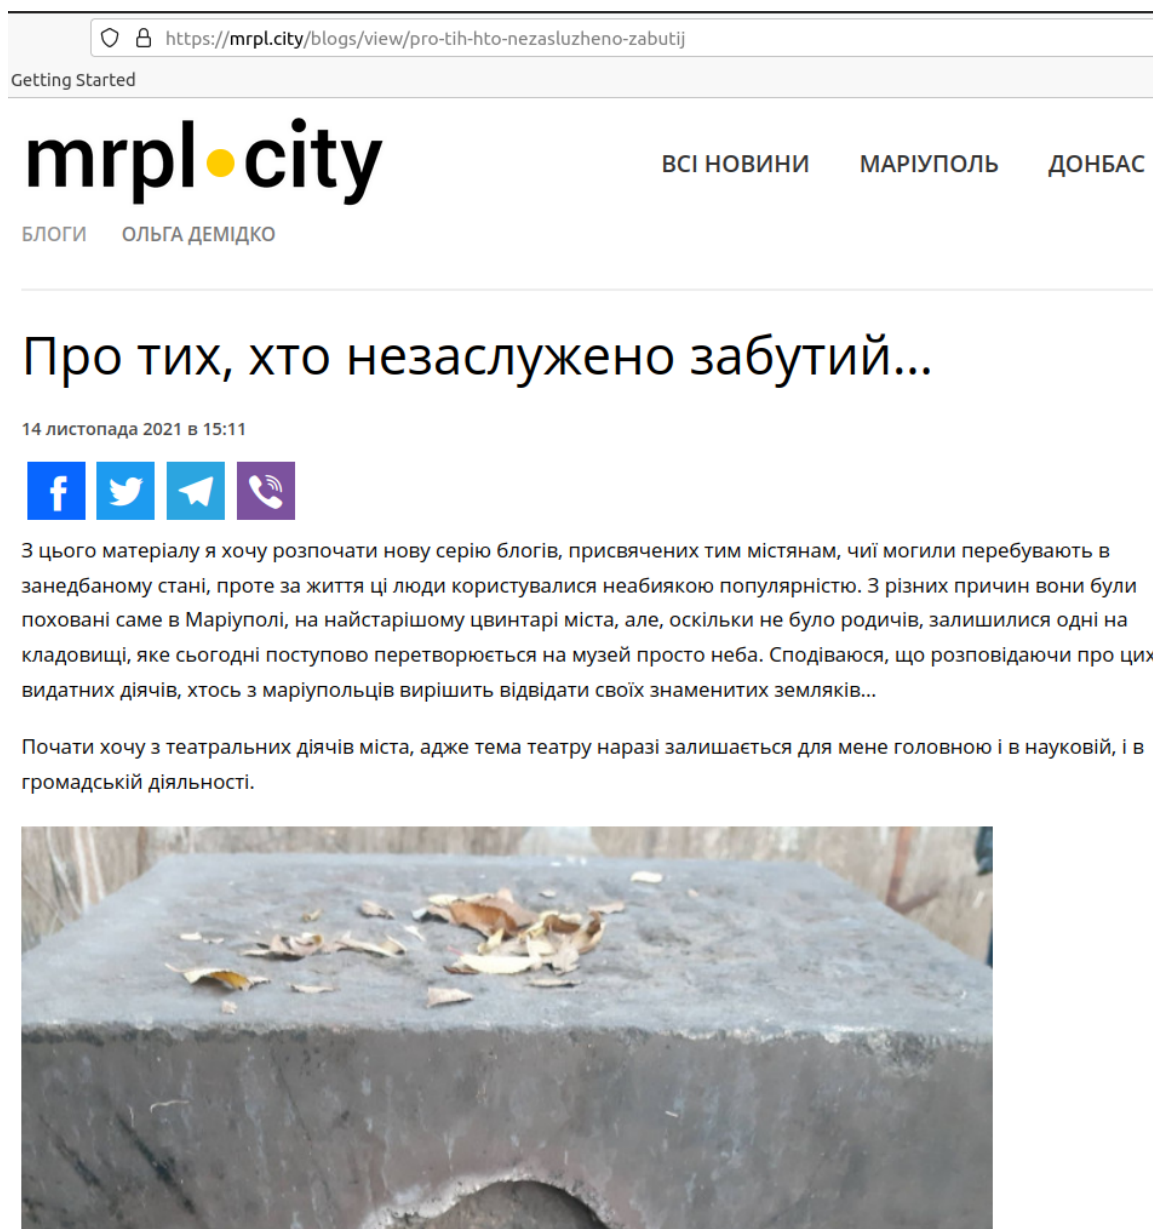 https://mrpl.city/blogs/view/pro-tih-hto-nezasluzheno-zabutij
Getting Started
mrpl•city
ВСІ НОВИНИ МАРІУПОЛЬ ДОНБАС
БЛОГИ ОЛЬГА ДЕМІДКО
Про тих, хто незаслужено забутий...
14 листопада 2021 в 15:11
З цього матеріалу я хочу розпочати нову серію блогів, присвячених тим містянам, чиї могили перебувають в
занедбаному стані, проте за життя ці люди користувалися неабиякою популярністю. З різних причин вони були
поховані саме в Маріуполі, на найстарішому цвинтарі міста, але, оскільки не було родичів, залишилися одні на
кладовищі, яке сьогодні поступово перетворюється на музей просто неба. Сподіваюся, що розповідаючи про цих
видатних діячів, хтось з маріупольців вирішить відвідати своїх знаменитих земляків...
Почати хочу з театральних діячів міста, адже тема театру наразі залишається для мене головною і в науковій, і в
громадській діяльності.